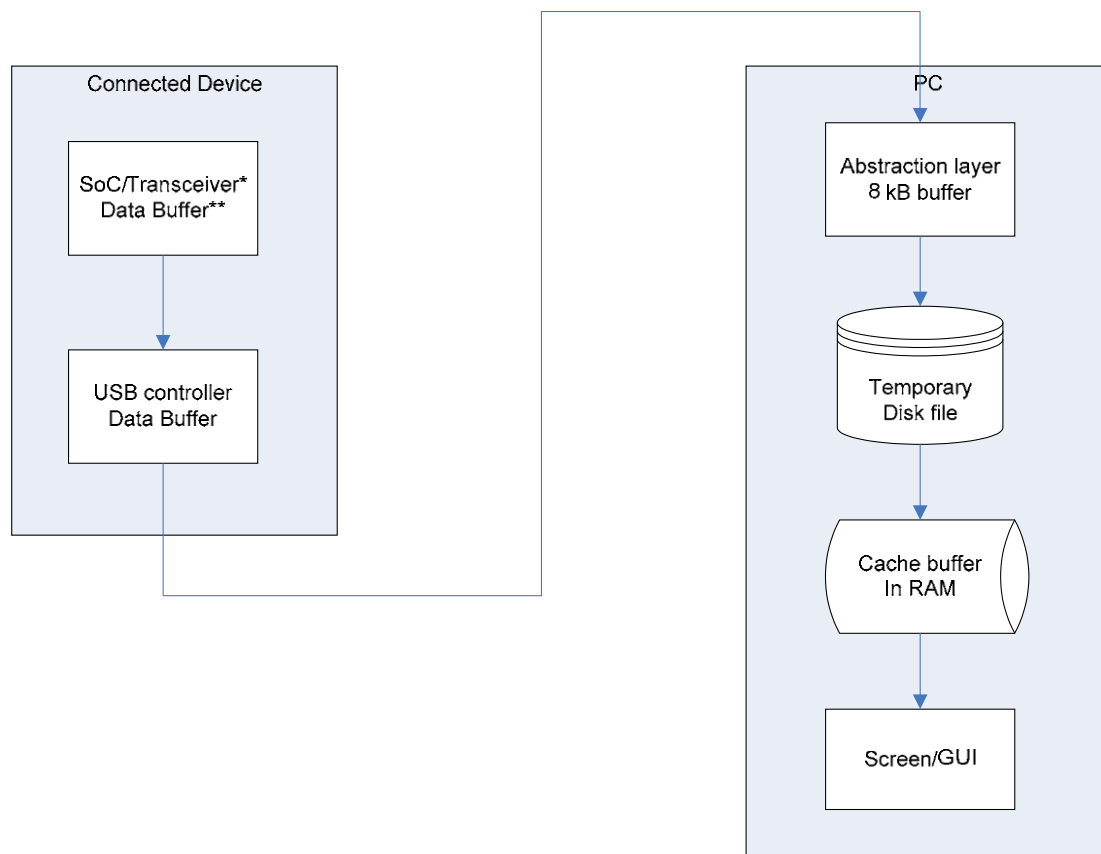 Connected Device
SoC/Transceiver*
Data Buffer**
USB controller
Data Buffer
PC
Abstraction layer
8 kB buffer
Temporary
Disk file
Cache buffer
In RAM
Screen/GUI